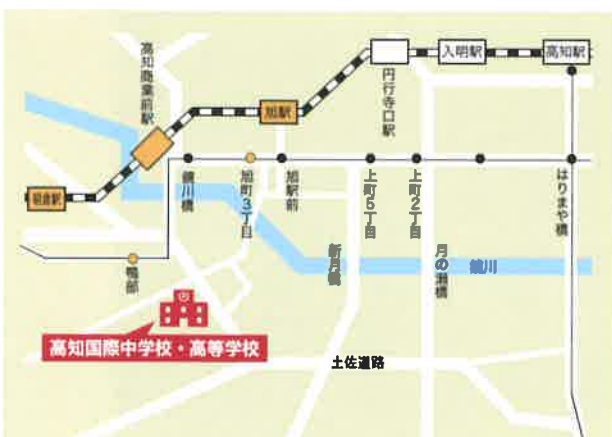 高知商業前駅
円行寺口駅
入明駅
高知駅
旭駅
朝倉駅
鏡川橋
旭町3丁目
旭駅前
上町5丁目
上町2丁目
はりまや橋
鴨部
新月橋
月の瀬橋
鏡川
高知国際中学校・高等学校
土佐道路